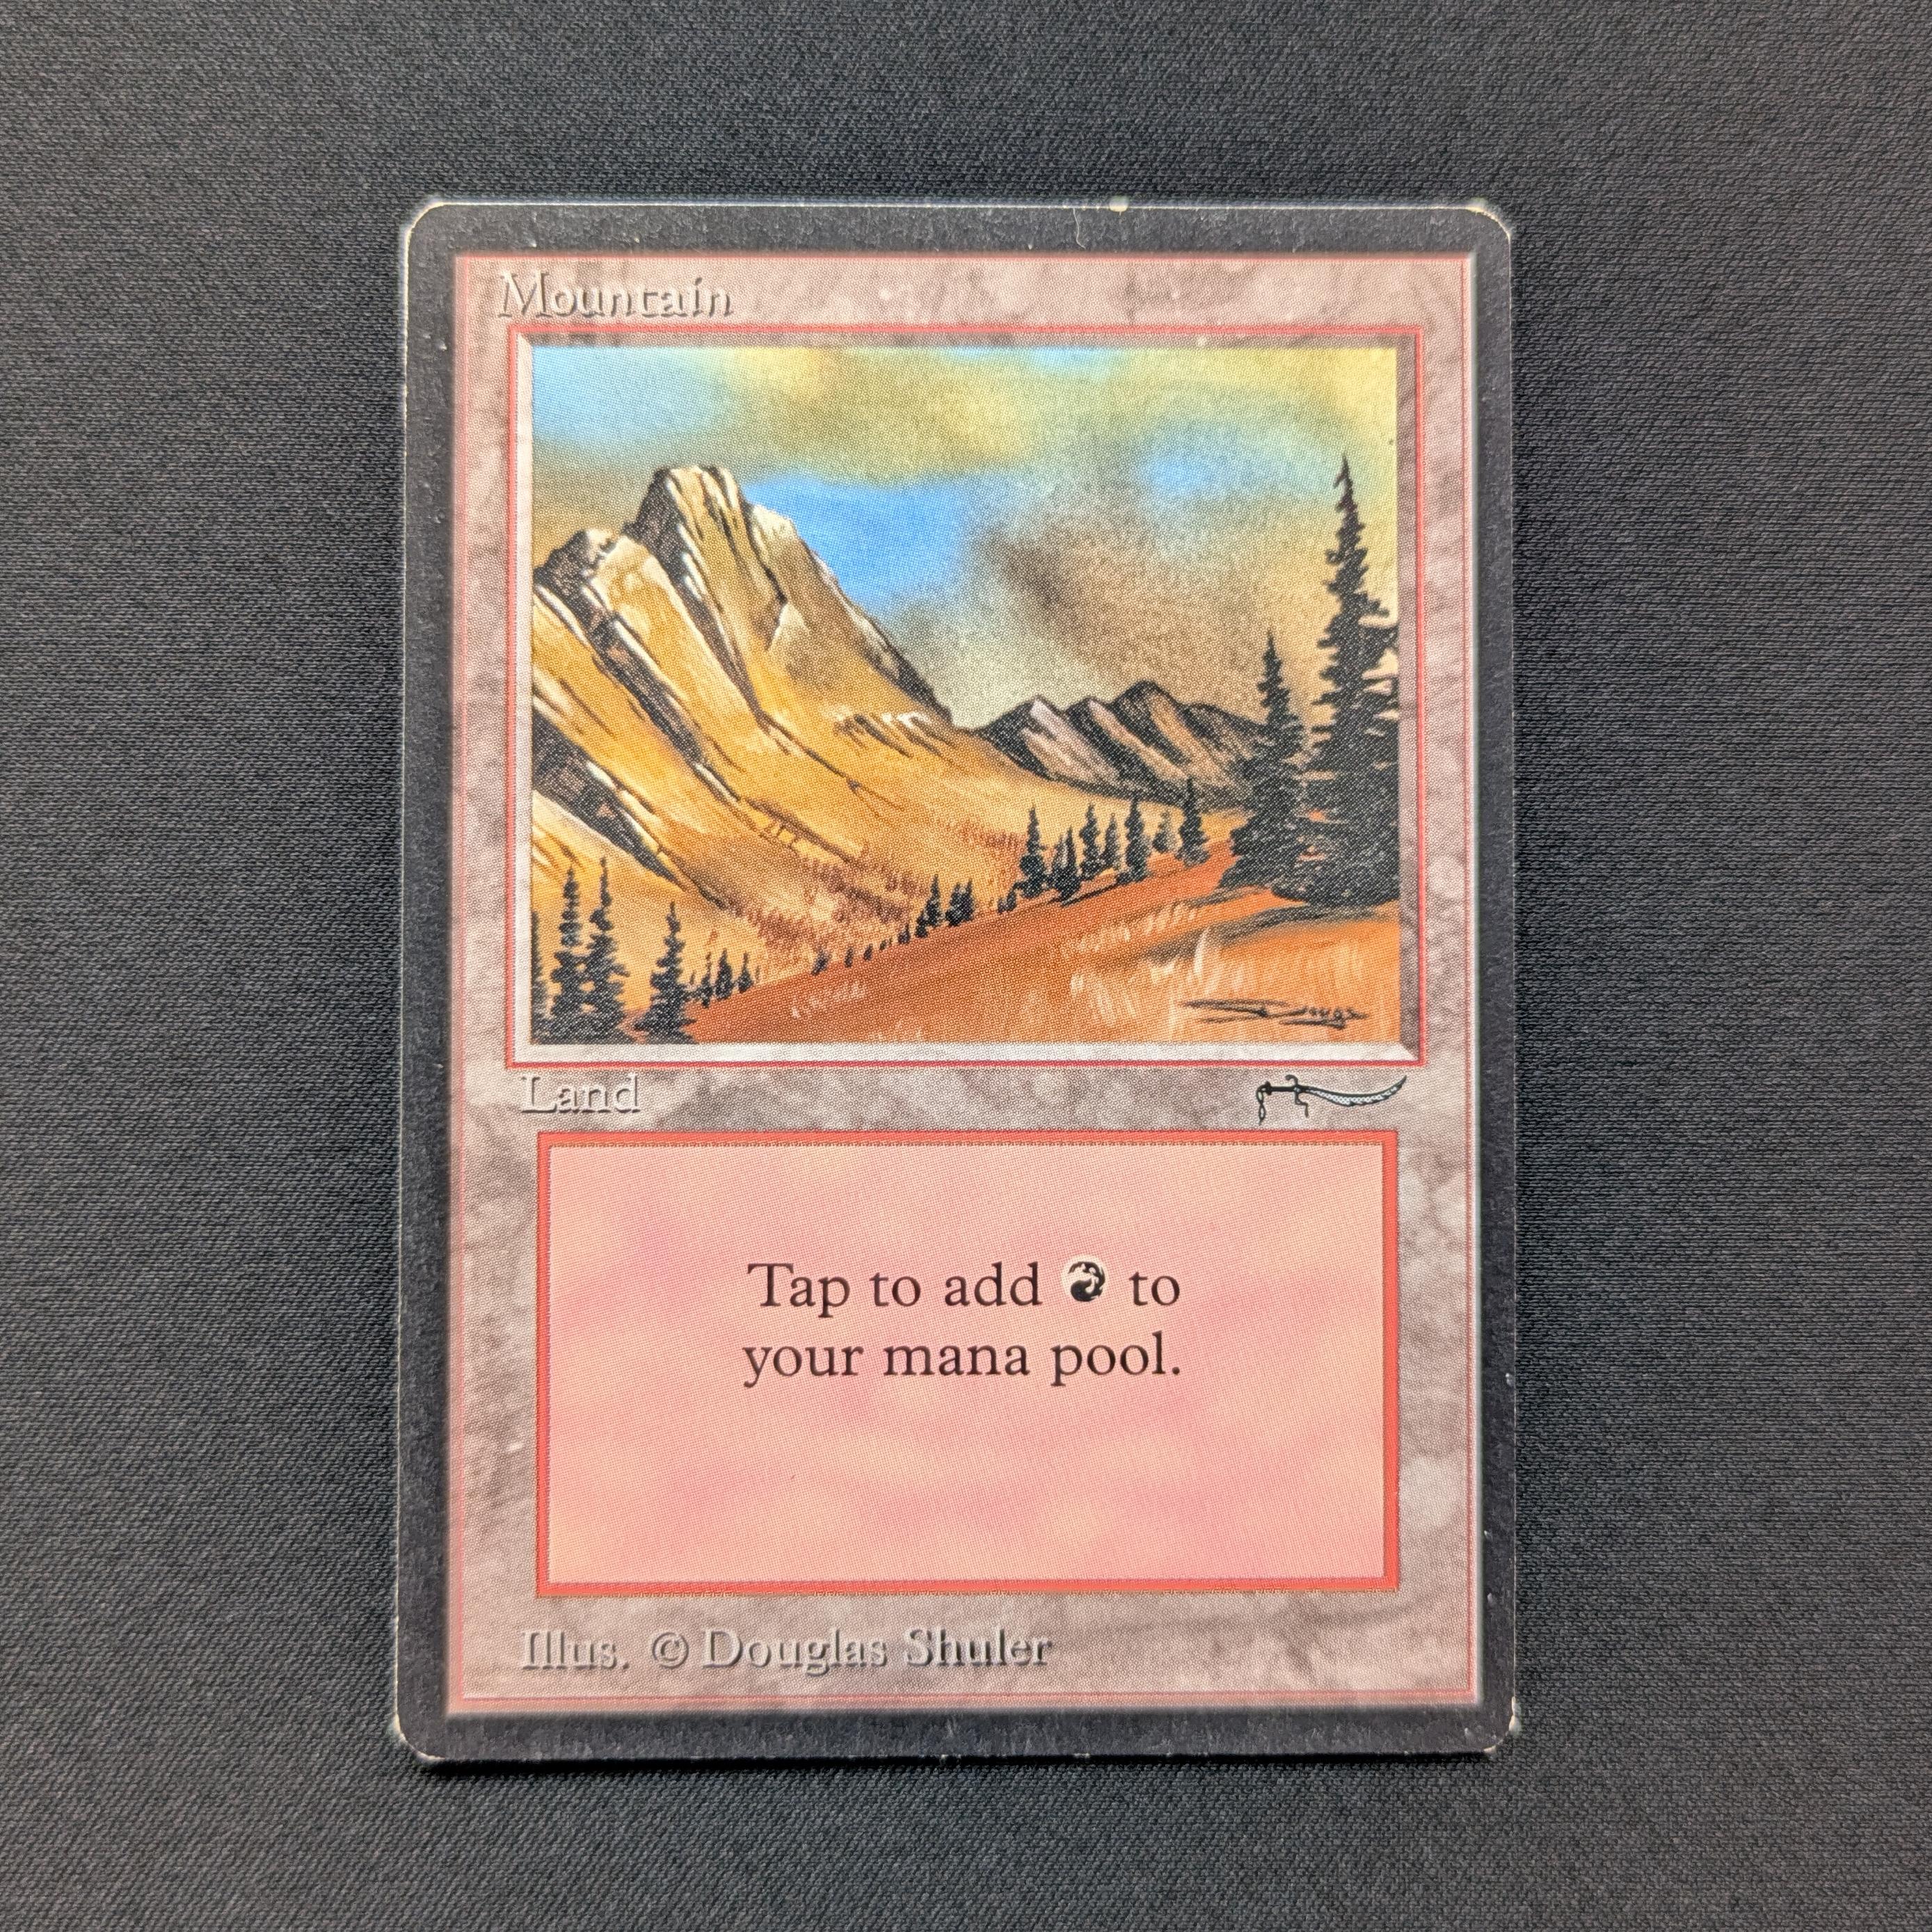 Mountain
Land
Tap to add to
your mana pool.
Illus. © Douglas Shuler